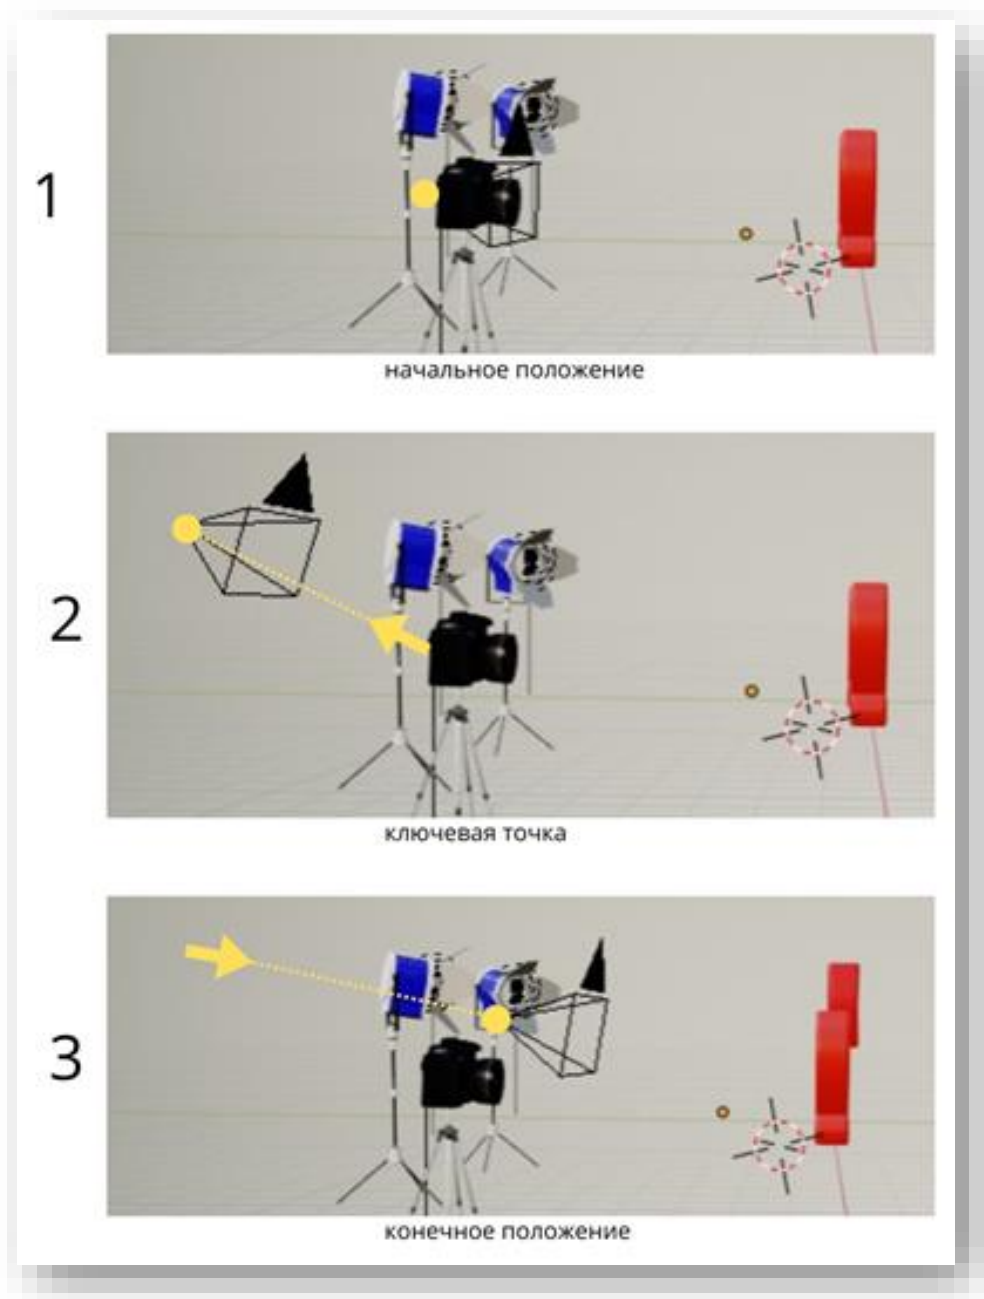 1
начальное положение
2
ключевая точка
3
конечное положение